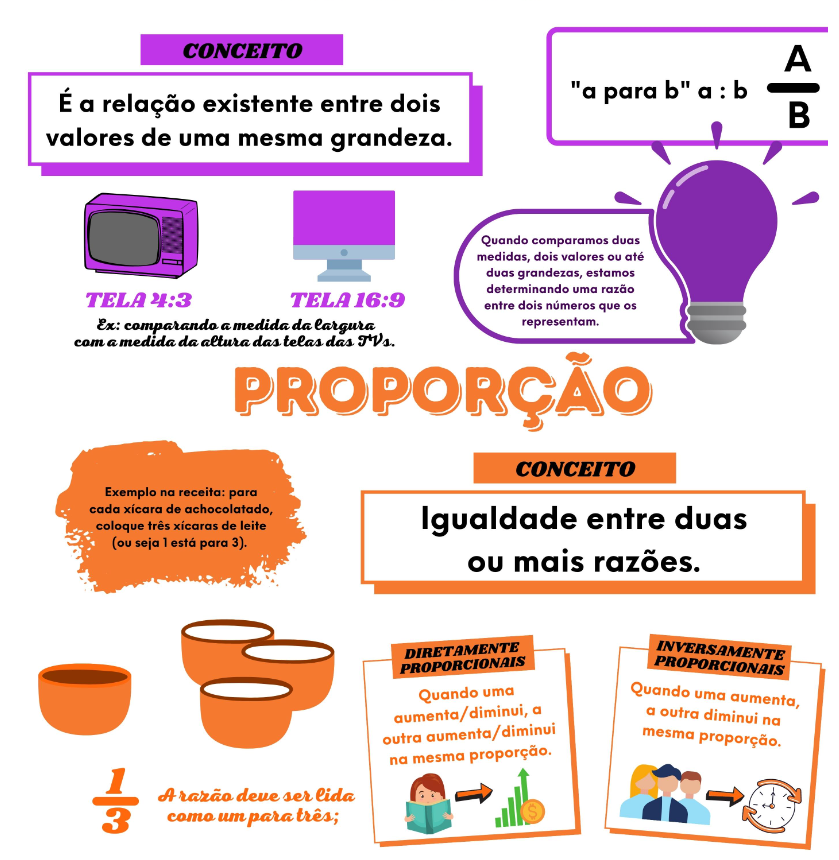 CONCEITO
É a relação existente entre dois
valores de uma mesma grandeza.
"a para b" a : b
A
B
TELA 4:3
TELA 16:9
Ex: comparando a medida da largura
com a medida da altura das telas das TVs.
Quando comparamos duas
medidas, dois valores ou até
duas grandezas, estamos
determinando uma razão
entre dois números que os
representam.
PROPORÇÃO
Exemplo na receita: para
cada xícara de achocolatado,
coloque três xícaras de leite
(ou seja 1 está para 3).
CONCEITO
Igualdade entre duas
ou mais razões.
1
3
A razão deve ser lida
como um para três;
DIRETAMENTE
PROPORCIONAIS
Quando uma
aumenta/diminui, a
outra aumenta/diminui
na mesma proporção.
INVERSAMENTE
PROPORCIONAIS
Quando uma aumenta,
a outra diminui na
mesma proporção.